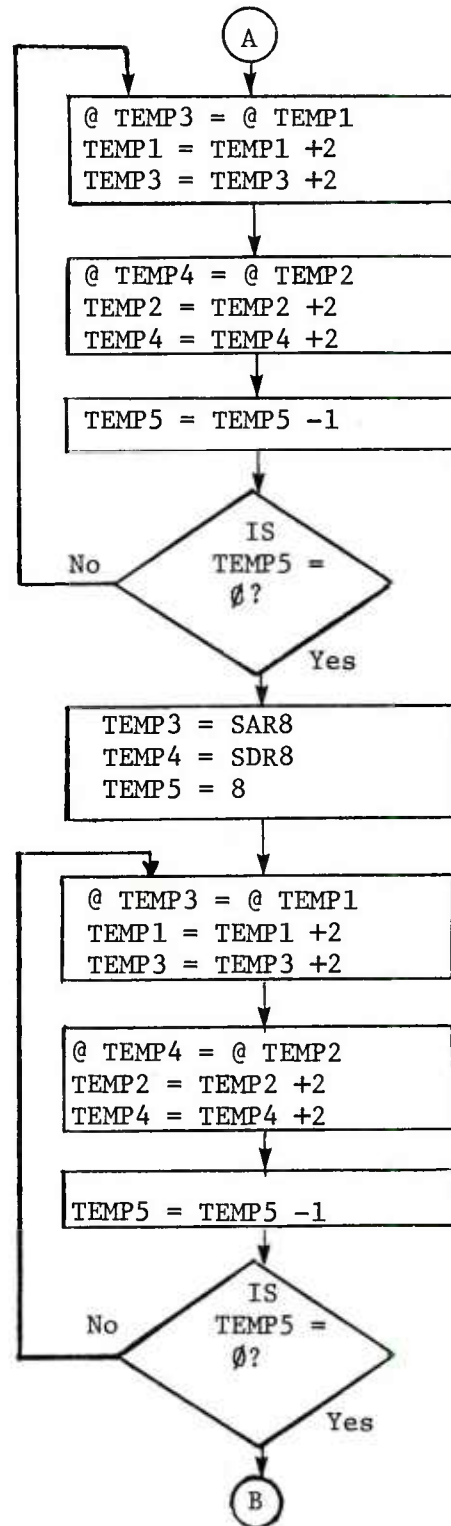 A
@ TEMP3 = @ TEMP1
TEMP1 = TEMP1 +2
TEMP3 = TEMP3 +2
@ TEMP4 = @ TEMP2
TEMP2 = TEMP2 +2
TEMP4 = TEMP4 +2
TEMP5 = TEMP5 -1
IS
No TEMP5 =
Ø?
Yes
TEMP3 = SAR8
TEMP4 = SDR8
TEMP5 = 8
@ TEMP3 = @ TEMP1
TEMP1 = TEMP1 +2
TEMP3 = TEMP3 +2
@ TEMP4 = @ TEMP2
TEMP2 = TEMP2 +2
TEMP4 = TEMP4 +2
TEMP5 = TEMP5 -1
IS
No TEMP5 =
Ø?
Yes
B